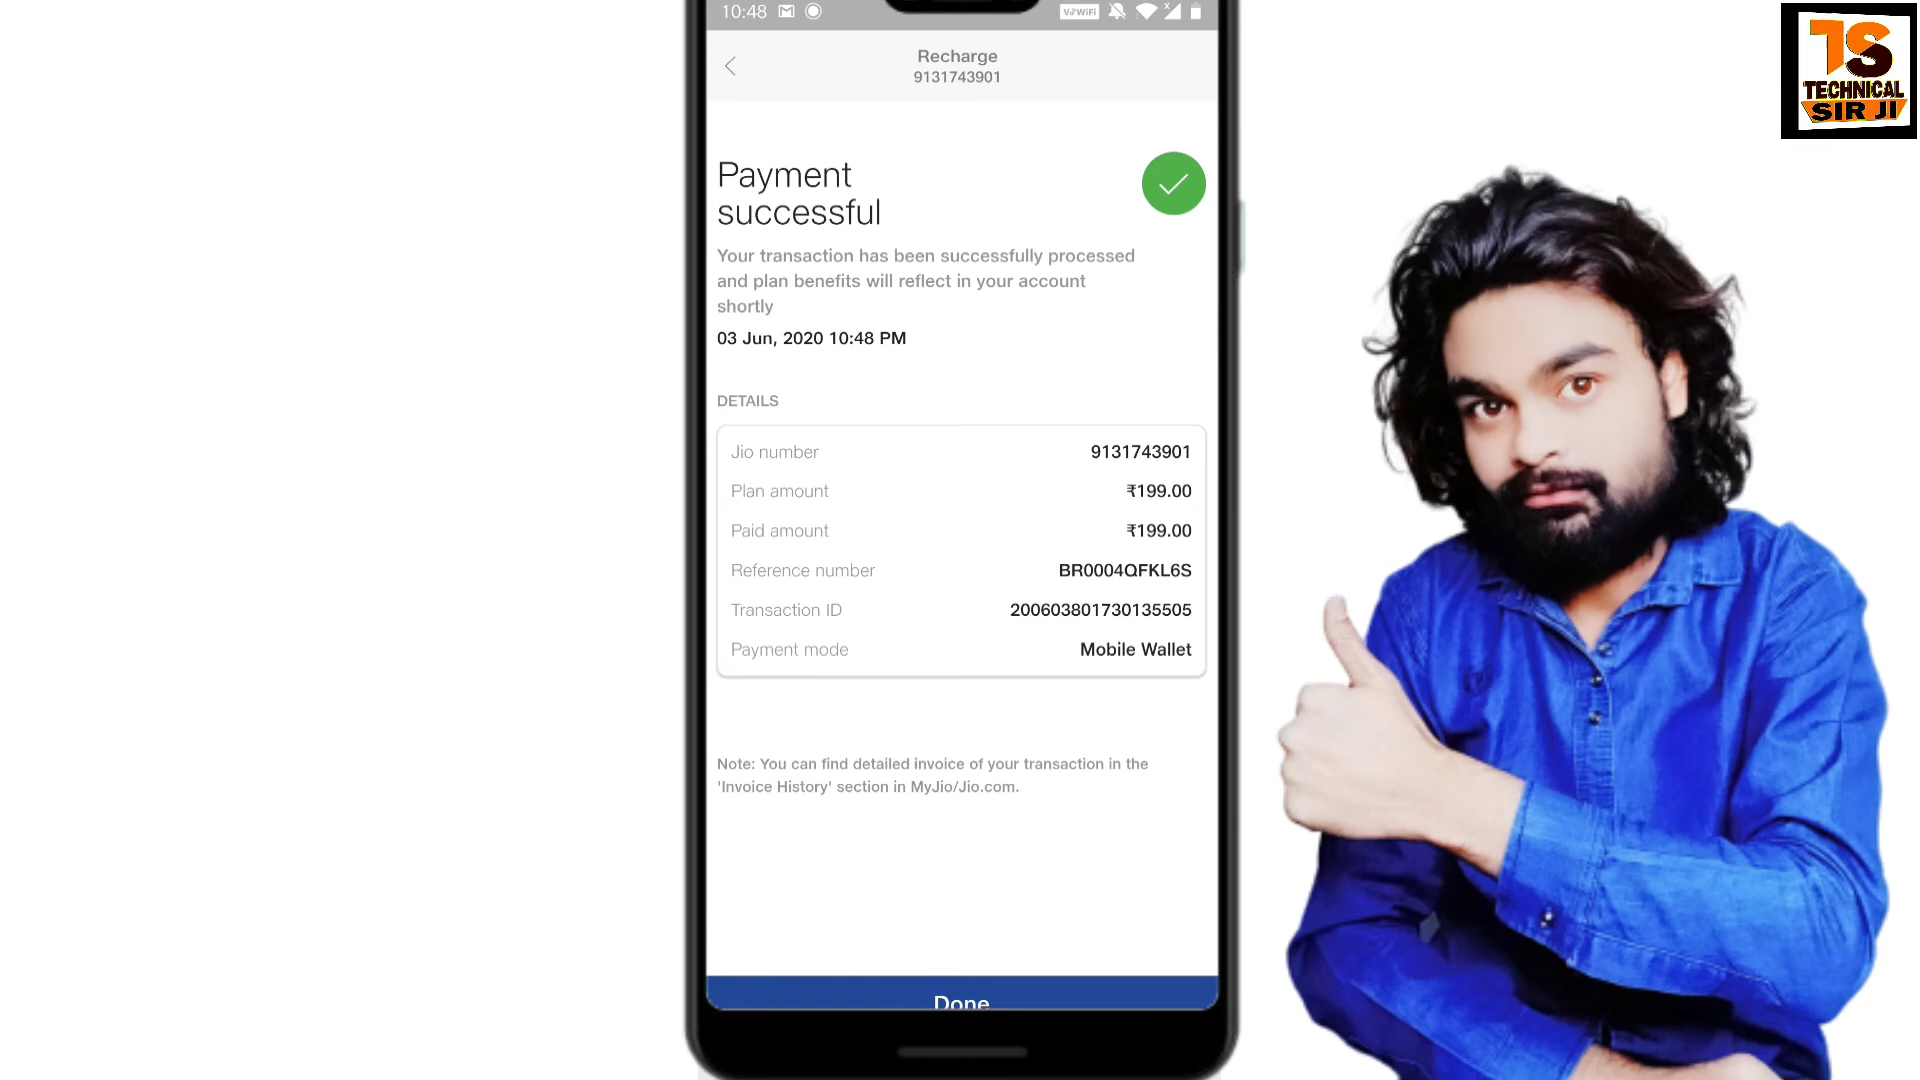 10:48
VoWiFi
TS
TECHNICAL
SIR JI
Recharge
9131743901
Payment
successful
Your transaction has been successfully processed
and plan benefits will reflect in your account
shortly
03 Jun, 2020 10:48 PM
DETAILS
Jio number 9131743901
Plan amount ₹199.00
Paid amount ₹199.00
Reference number BR0004QFKL6S
Transaction ID 200603801730135505
Payment mode Mobile Wallet
Note: You can find detailed invoice of your transaction in the
'Invoice History' section in MyJio/Jio.com.
Done